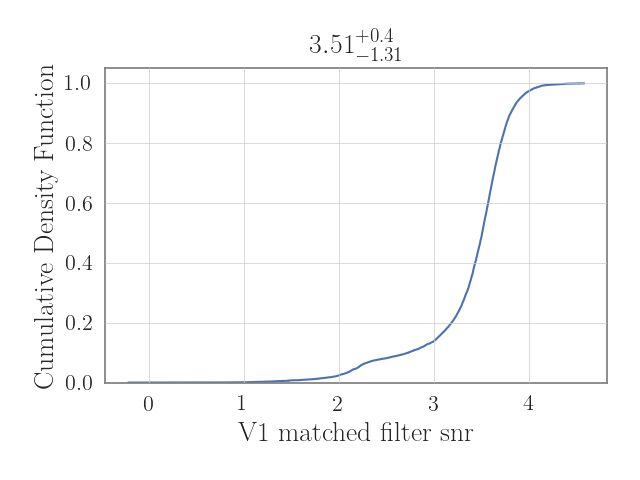 3.51^{+0.4}_{-1.31}
Cumulative Density Function
1.0
0.8
0.6
0.4
0.2
0.0
0 1 2 3 4
V1 matched filter snr